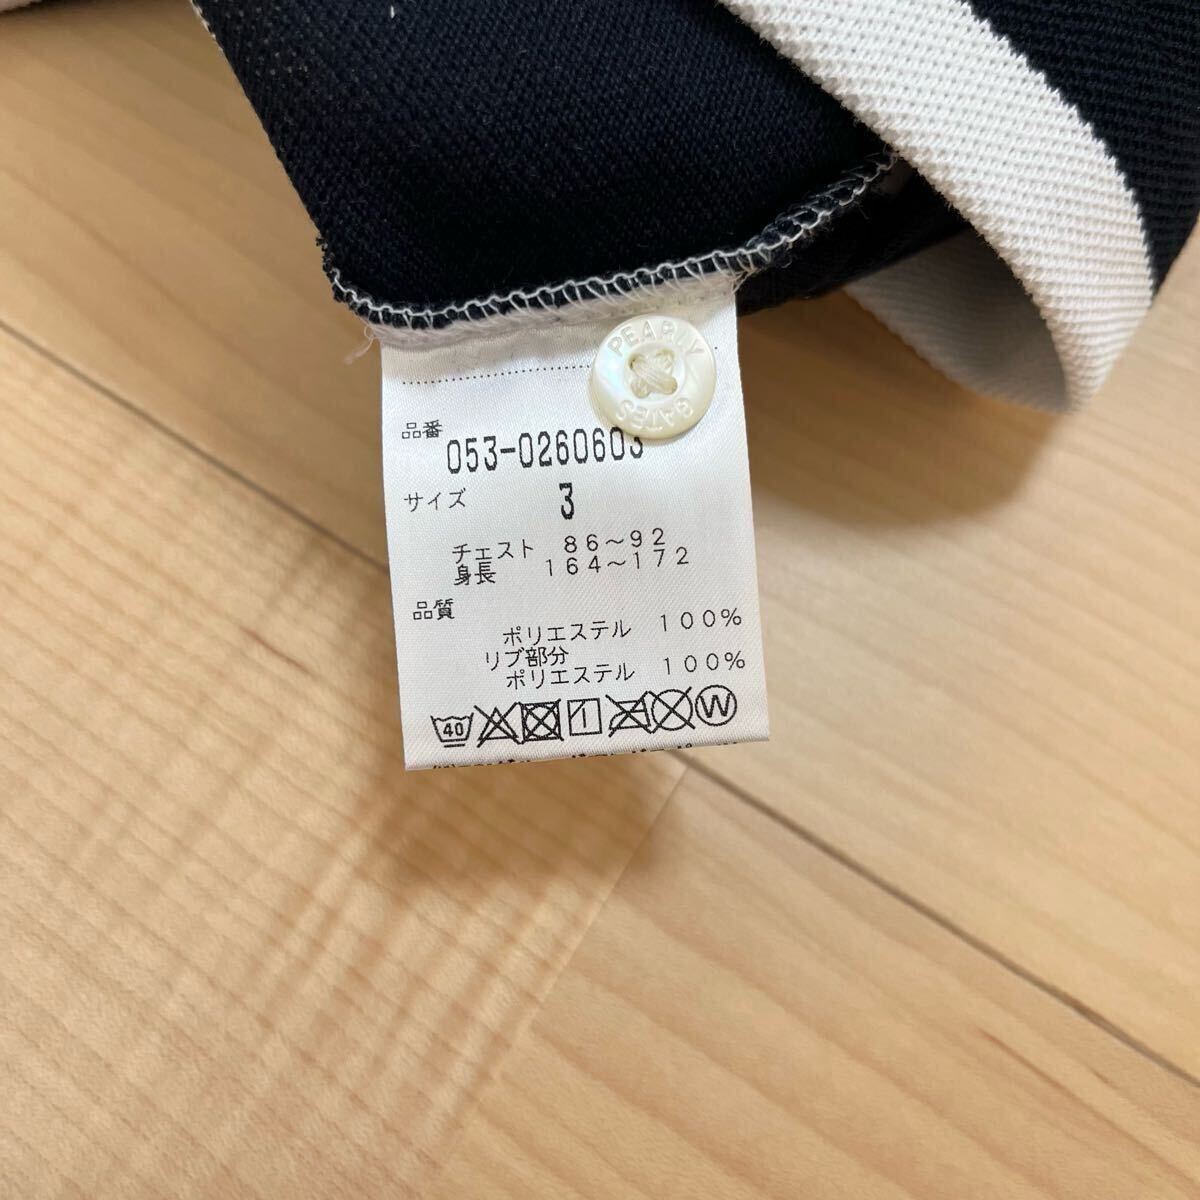 PEARLY
GATES
品番
053-0260603
サイズ 3
チェスト 86～92
身長 164～172
品質
ポリエステル 100%
リブ部分
ポリエステル 100%
40 W